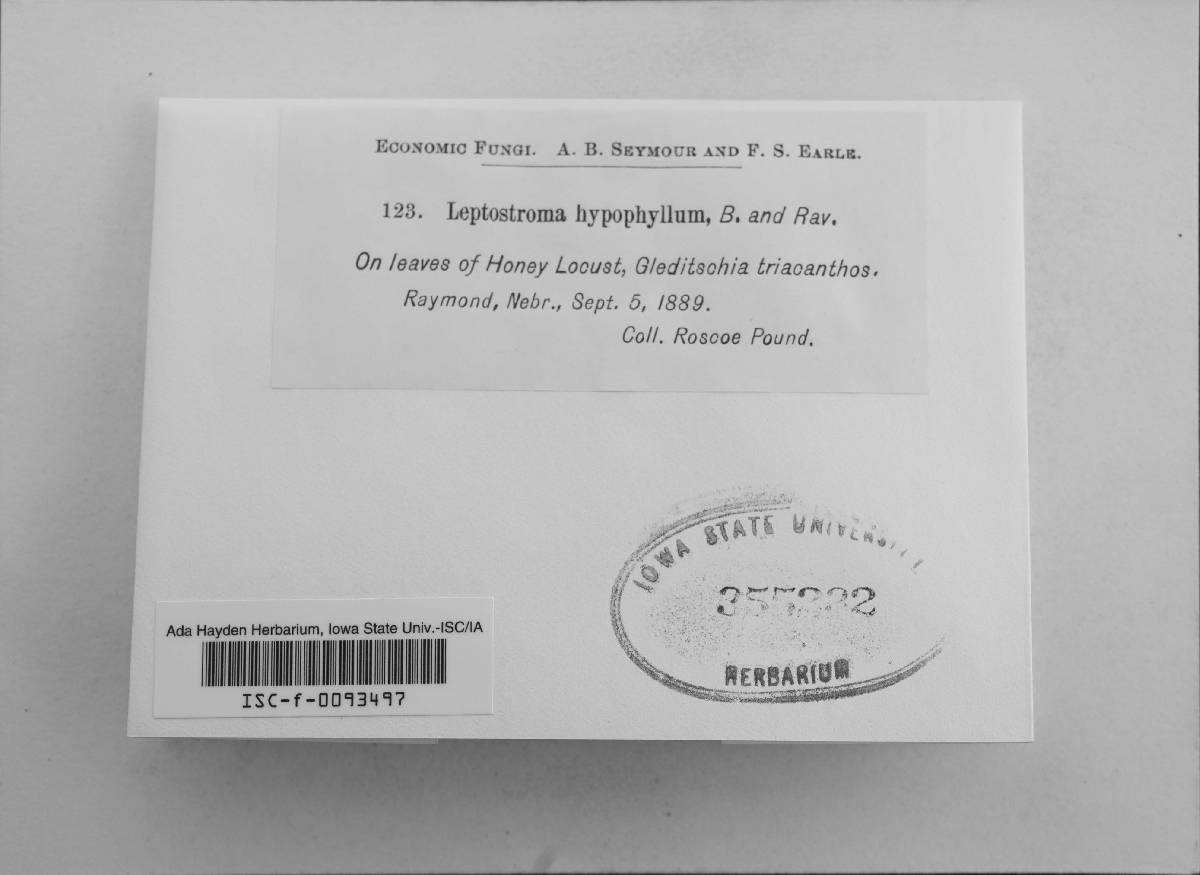 ECONOMIC FUNGI. A. B. SEYMOUR AND F. S. EARLE.
123. Leptostroma hypophyllum, B. and Rav.
On leaves of Honey Locust, Gleditschia triacanthos.
Raymond, Nebr., Sept. 5, 1889.
Coll. Roscoe Pound.
IOWA STATE UNIVERSITY
HERBARIUM
Ada Hayden Herbarium, Iowa State Univ.-ISC/IA
ISC-f-0093497